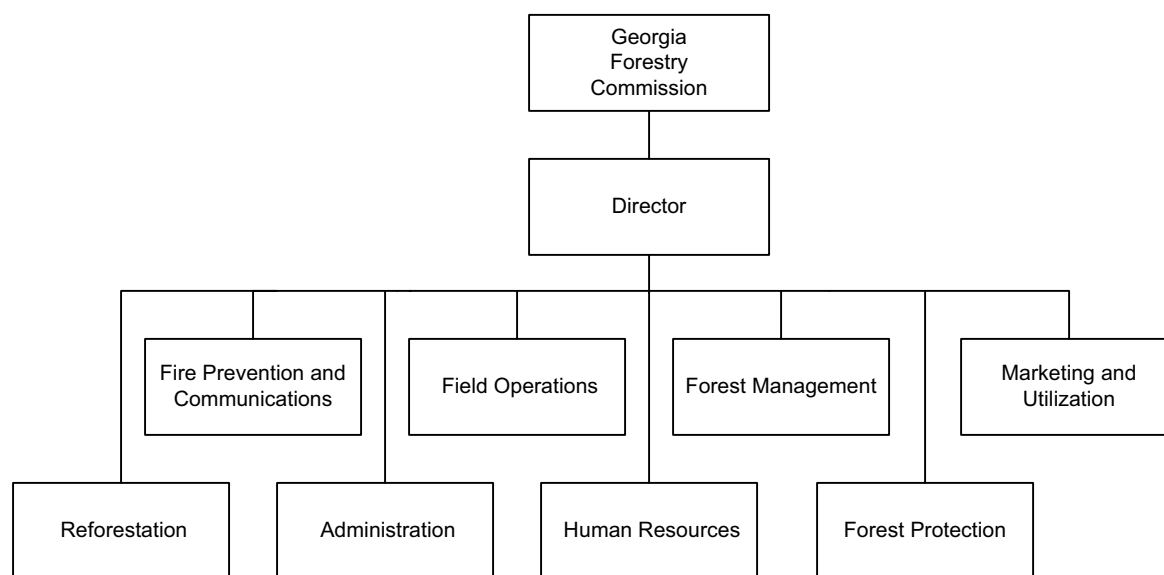 Georgia
Forestry
Commission
Director
Fire Prevention and
Communications
Field Operations
Forest Management
Marketing and
Utilization
Reforestation
Administration
Human Resources
Forest Protection